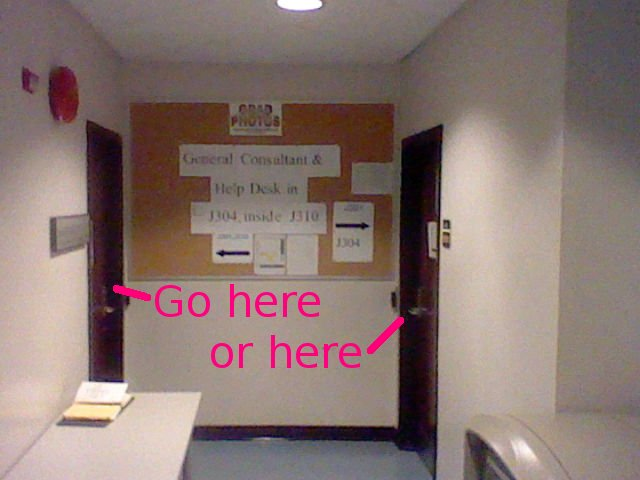 GRAD
PHOTOS
General Consultant &
Help Desk in
J304, inside J310
J304
Go here
or here